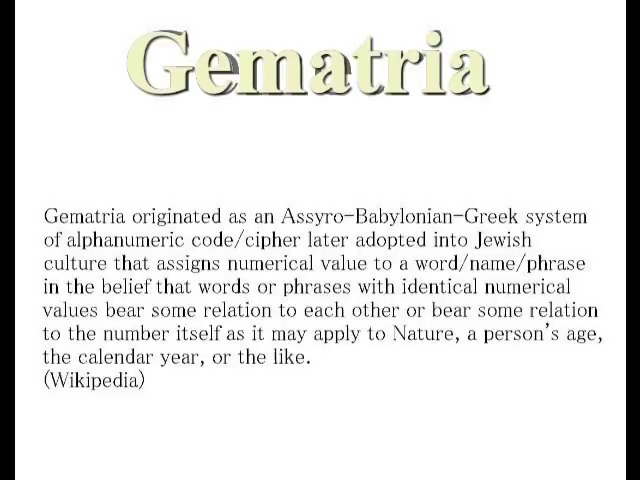 Gematria
Gematria originated as an Assyro-Babylonian-Greek system
of alphanumeric code/cipher later adopted into Jewish
culture that assigns numerical value to a word/name/phrase
in the belief that words or phrases with identical numerical
values bear some relation to each other or bear some relation
to the number itself as it may apply to Nature, a person's age,
the calendar year, or the like.
(Wikipedia)